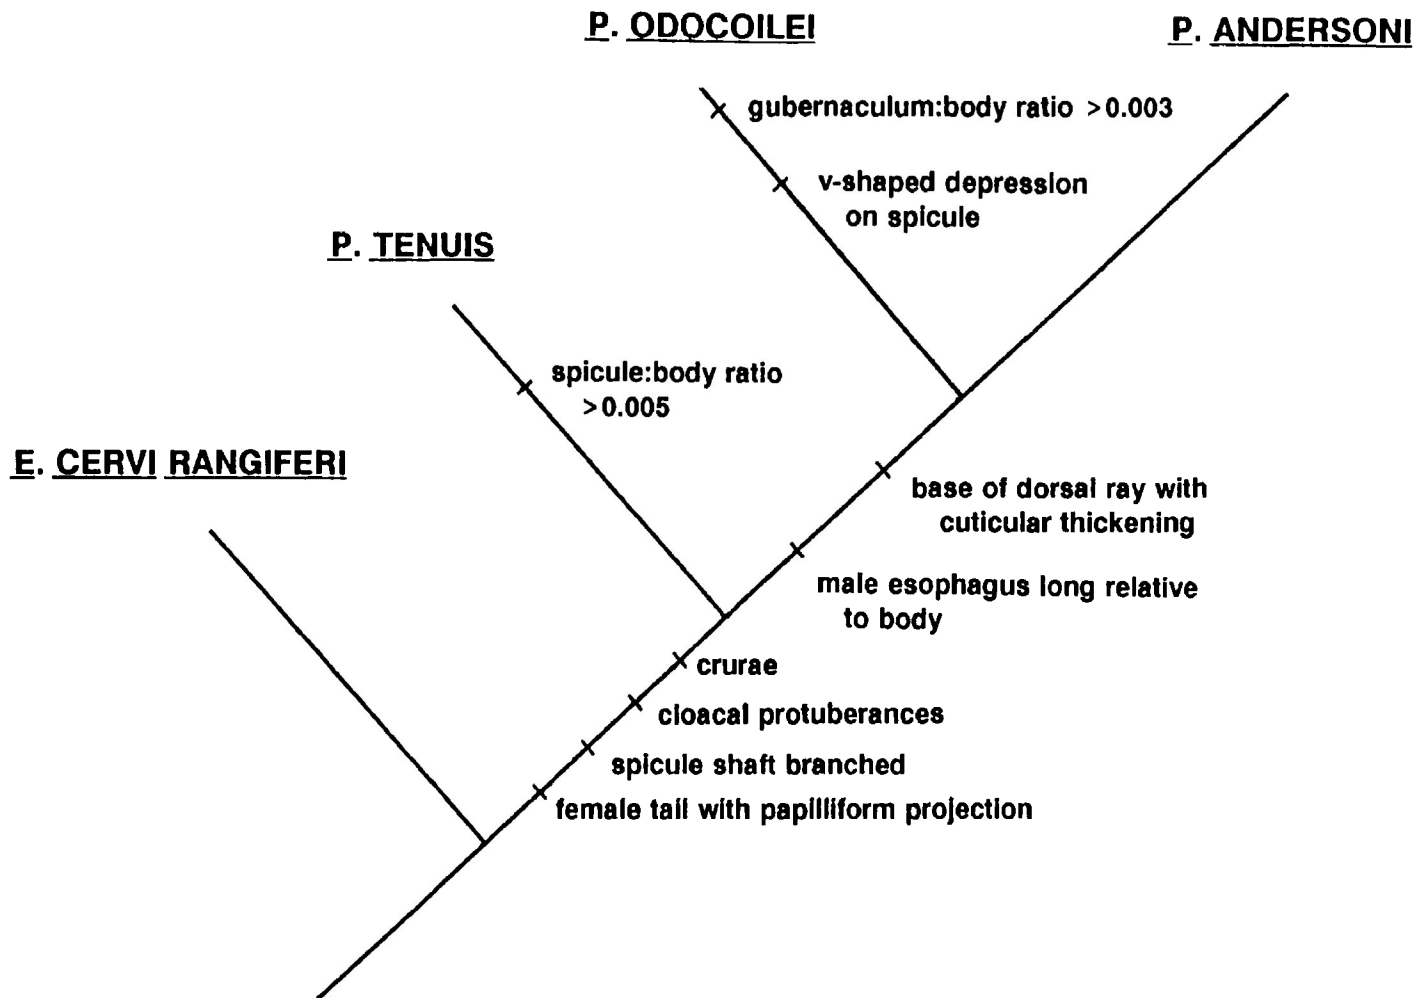 P. ODOCOILEI
P. ANDERSONI
gubernaculum:body ratio >0.003
v-shaped depression
on spicule
P. TENUIS
spicule:body ratio
>0.005
E. CERVI RANGIFERI
base of dorsal ray with
cuticular thickening
male esophagus long relative
to body
crurae
cloacal protuberances
spicule shaft branched
female tail with papilliform projection